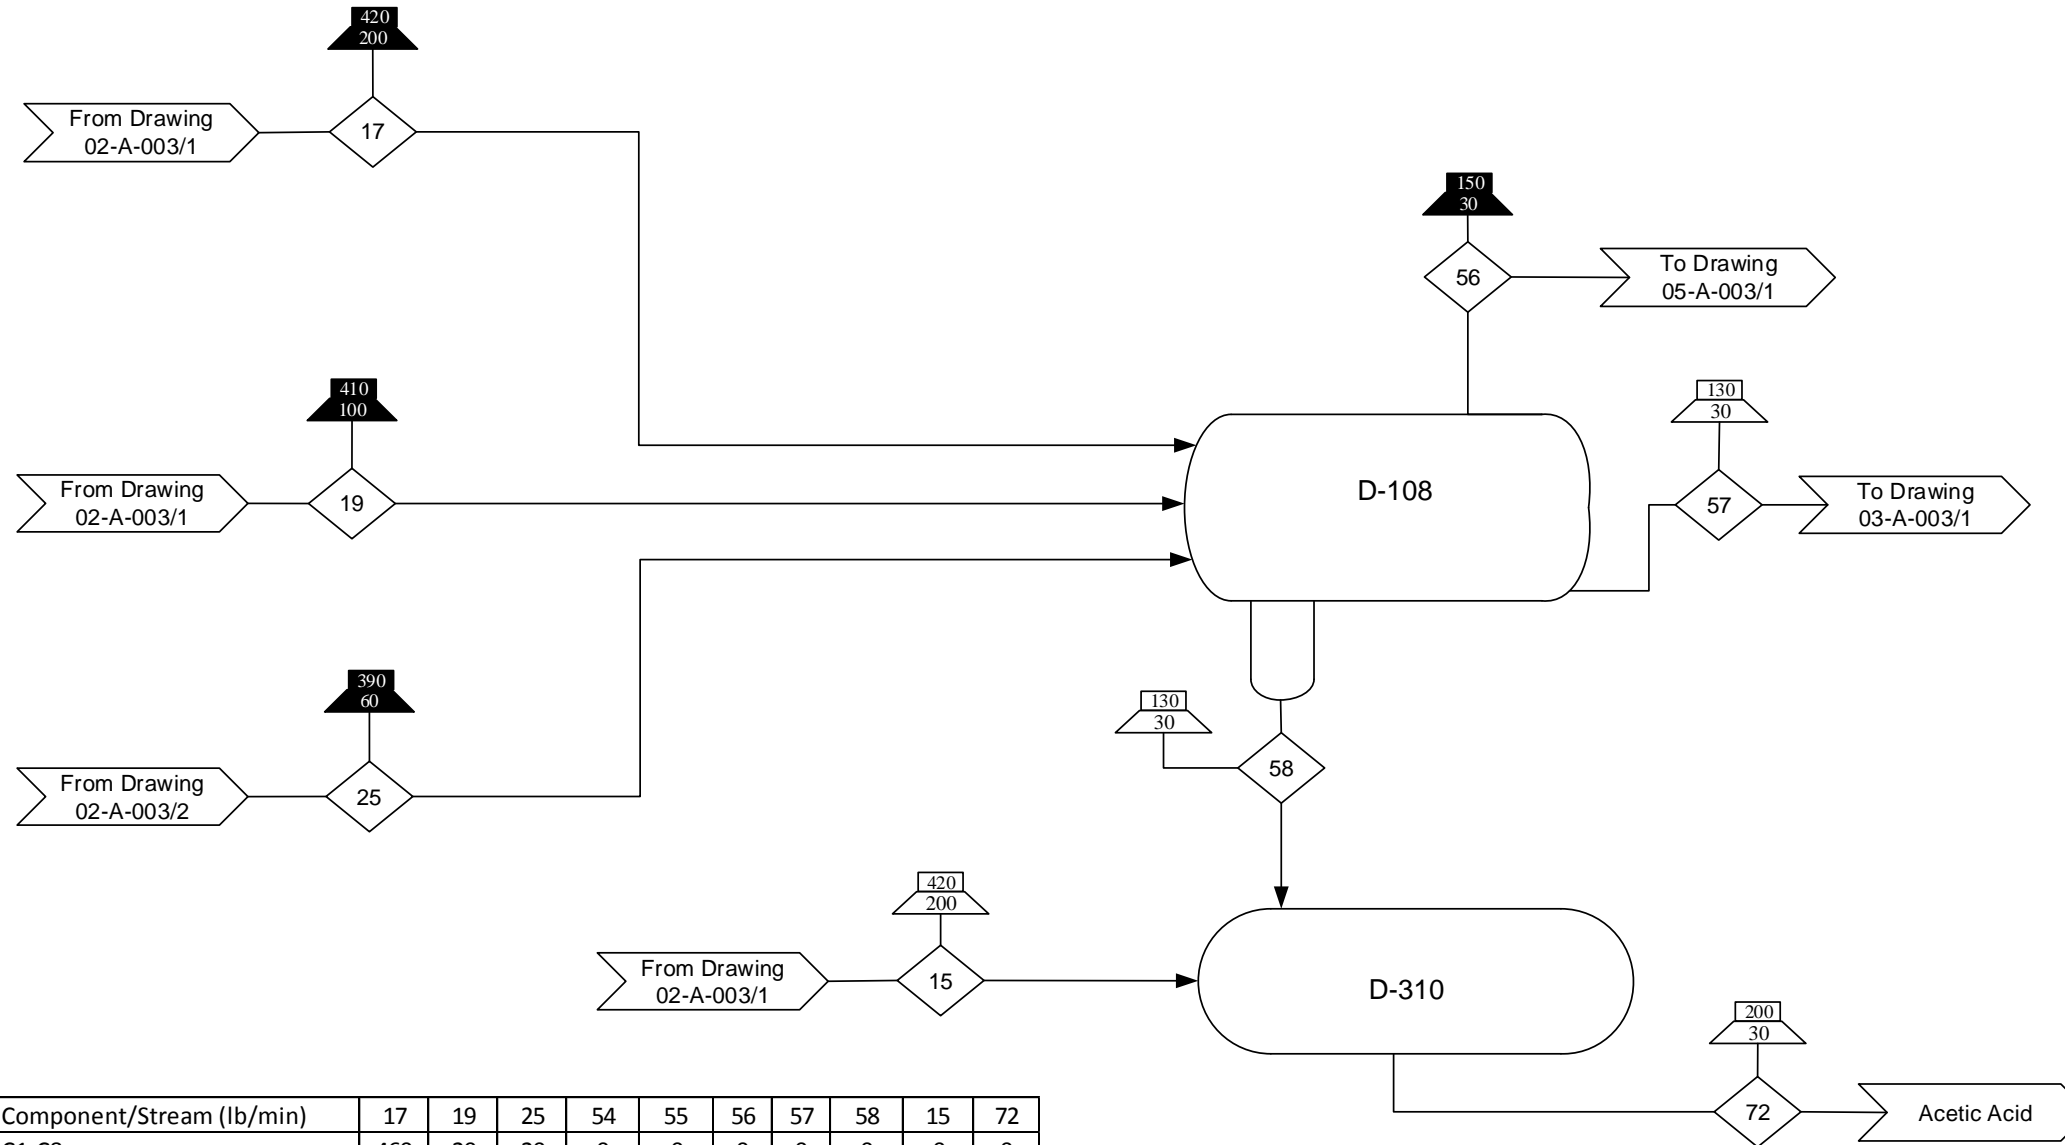 420
200
From Drawing
02-A-003/1
17
150
30
56
To Drawing
05-A-003/1
410
100
From Drawing
02-A-003/1
19
D-108
130
30
57
To Drawing
03-A-003/1
390
60
From Drawing
02-A-003/2
25
130
30
58
420
200
From Drawing
02-A-003/1
15
D-310
200
30
72
Acetic Acid
Component/Stream (lb/min) 17 19 25 54 55 56 57 58 15 72